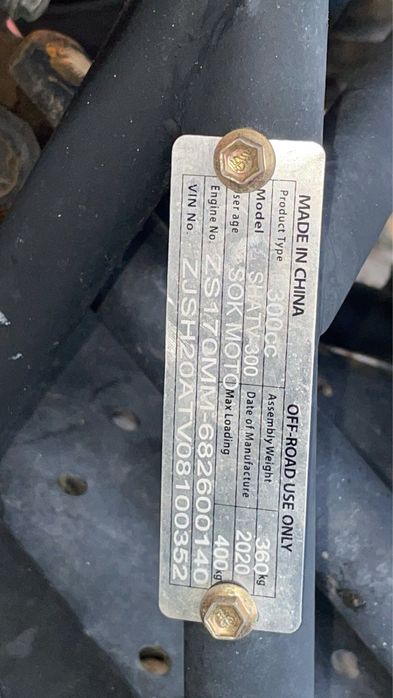 MADE IN CHINA OFF-ROAD USE ONLY
Product Type 300CC Assembly Weight 360kg
Model SHATV-300 Date of Manufacture 2020
ser age SOK MOTO Max Loading 400kg
Engine No. ZS170MM-682600140
VIN No. ZJSH20ATV08100352